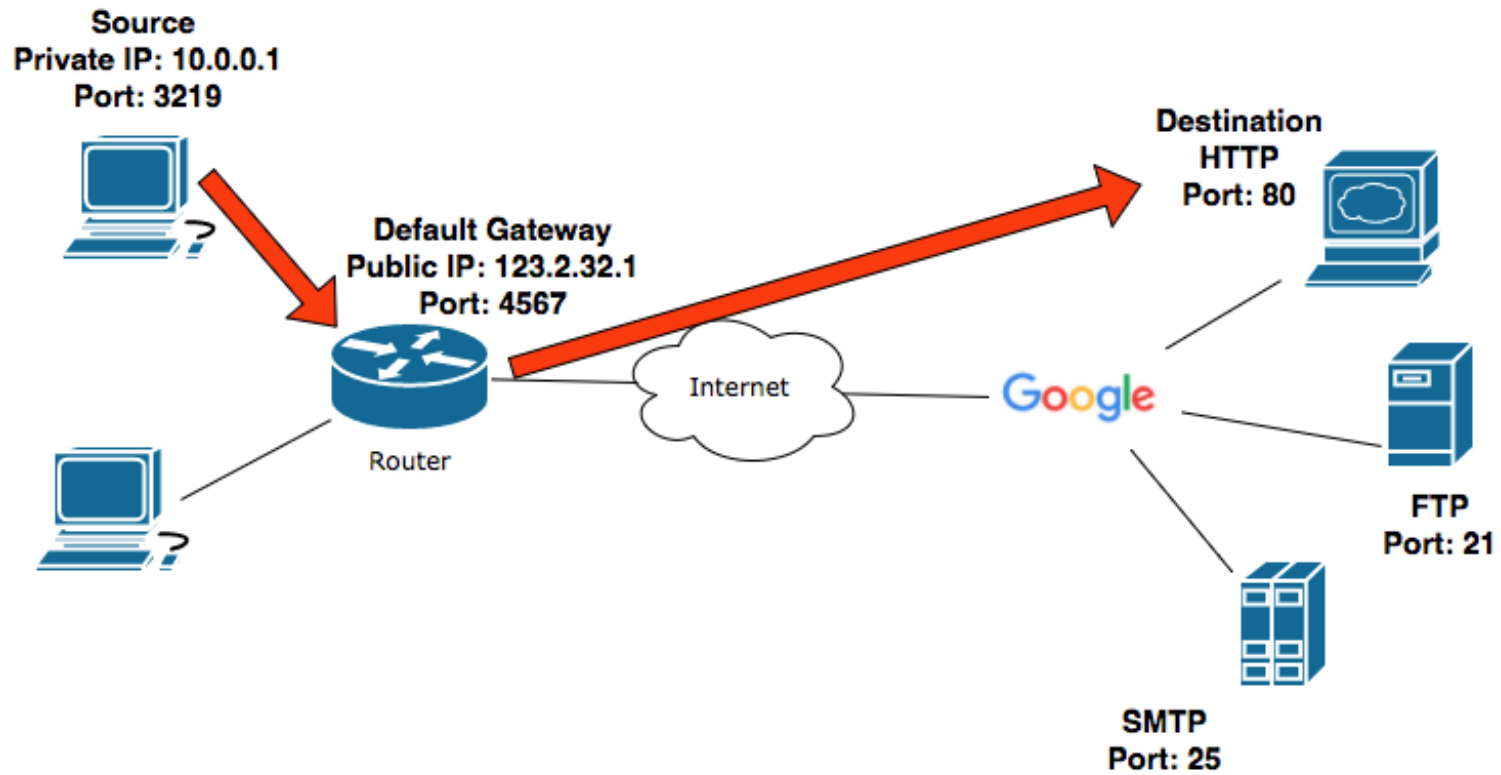 Source
Private IP: 10.0.0.1
Port: 3219
Destination
HTTP
Port: 80
Default Gateway
Public IP: 123.2.32.1
Port: 4567
Internet
Google
Router
FTP
Port: 21
SMTP
Port: 25